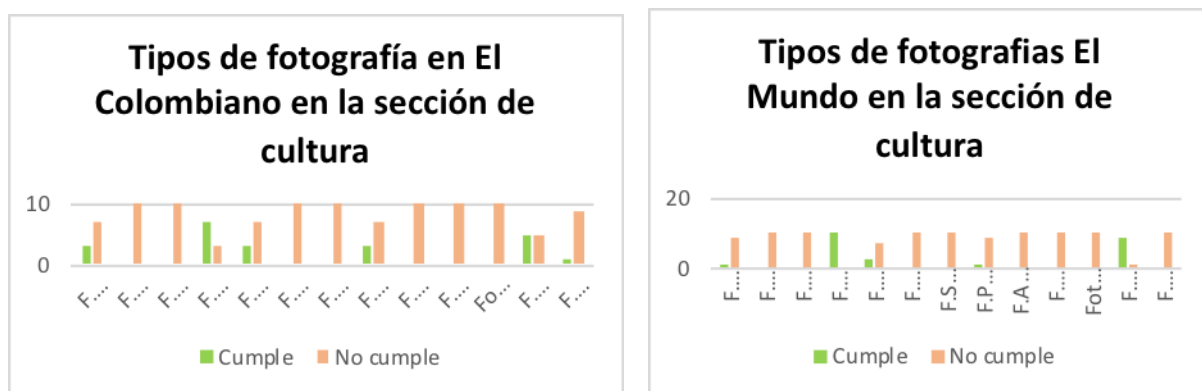 Tipos de fotografía en El
Colombiano en la sección de
cultura
10
0
F.... F.... F.... F.... F.... F.... F.... F.... F.... F.... Fo... F.... F....
Cumple No cumple
Tipos de fotografias El
Mundo en la sección de
cultura
20
0
F.... F.... F.... F.... F.... F.... F.S... F.P... F.A... F.... Fot... F.... F....
Cumple No cumple